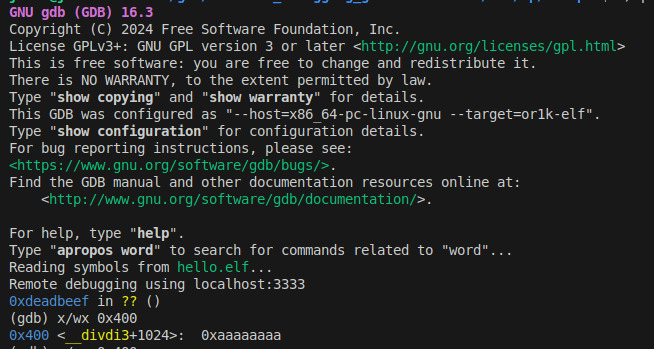 GNU gdb (GDB) 16.3
Copyright (C) 2024 Free Software Foundation, Inc.
License GPLv3+: GNU GPL version 3 or later <http://gnu.org/licenses/gpl.html>
This is free software: you are free to change and redistribute it.
There is NO WARRANTY, to the extent permitted by law.
Type "show copying" and "show warranty" for details.
This GDB was configured as "--host=x86_64-pc-linux-gnu --target=or1k-elf".
Type "show configuration" for configuration details.
For bug reporting instructions, please see:
<https://www.gnu.org/software/gdb/bugs/>.
Find the GDB manual and other documentation resources online at:
    <http://www.gnu.org/software/gdb/documentation/>.

For help, type "help".
Type "apropos word" to search for commands related to "word"...
Reading symbols from hello.elf...
Remote debugging using localhost:3333
0xdeadbeef in ?? ()
(gdb) x/wx 0x400
0x400 <__divdi3+1024>:	0xaaaaaaaa